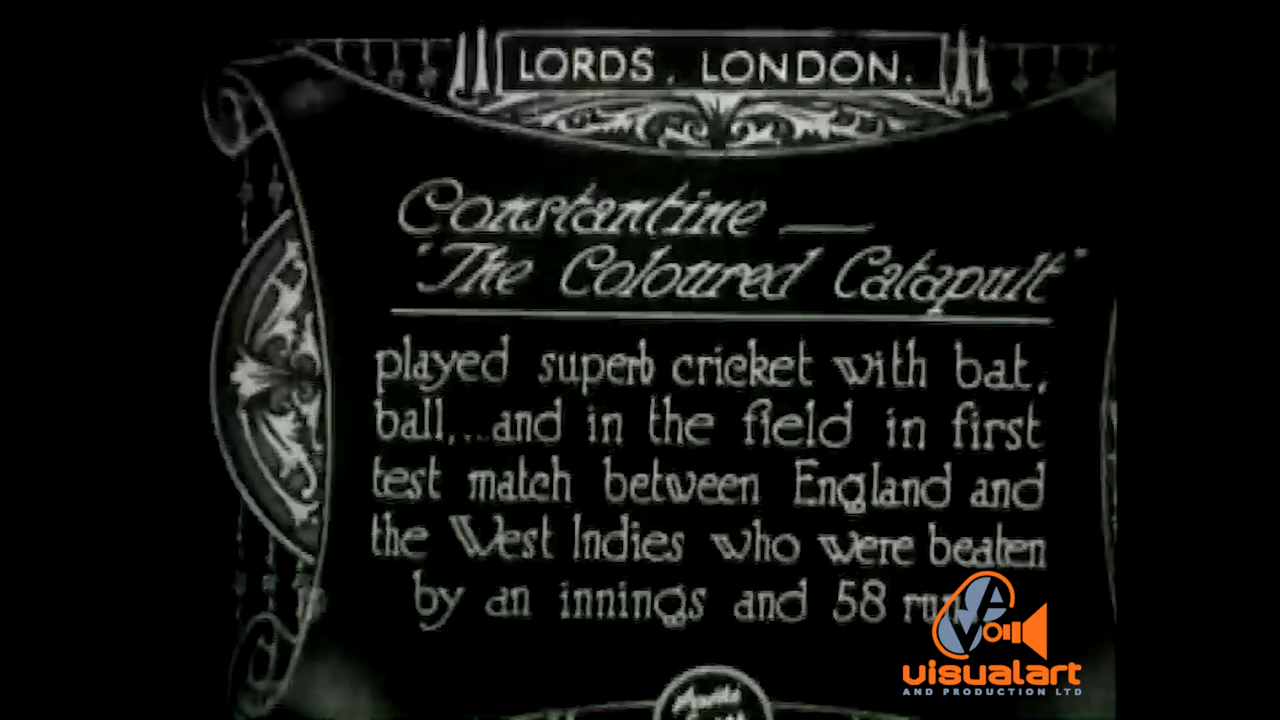 LORDS. LONDON.
Constantine —
"The Coloured Catapult"
played superb cricket with bat,
ball,...and in the field in first
test match between England and
the West Indies who were beaten
by an innings and 58 run
visualart
AND PRODUCTION LTD